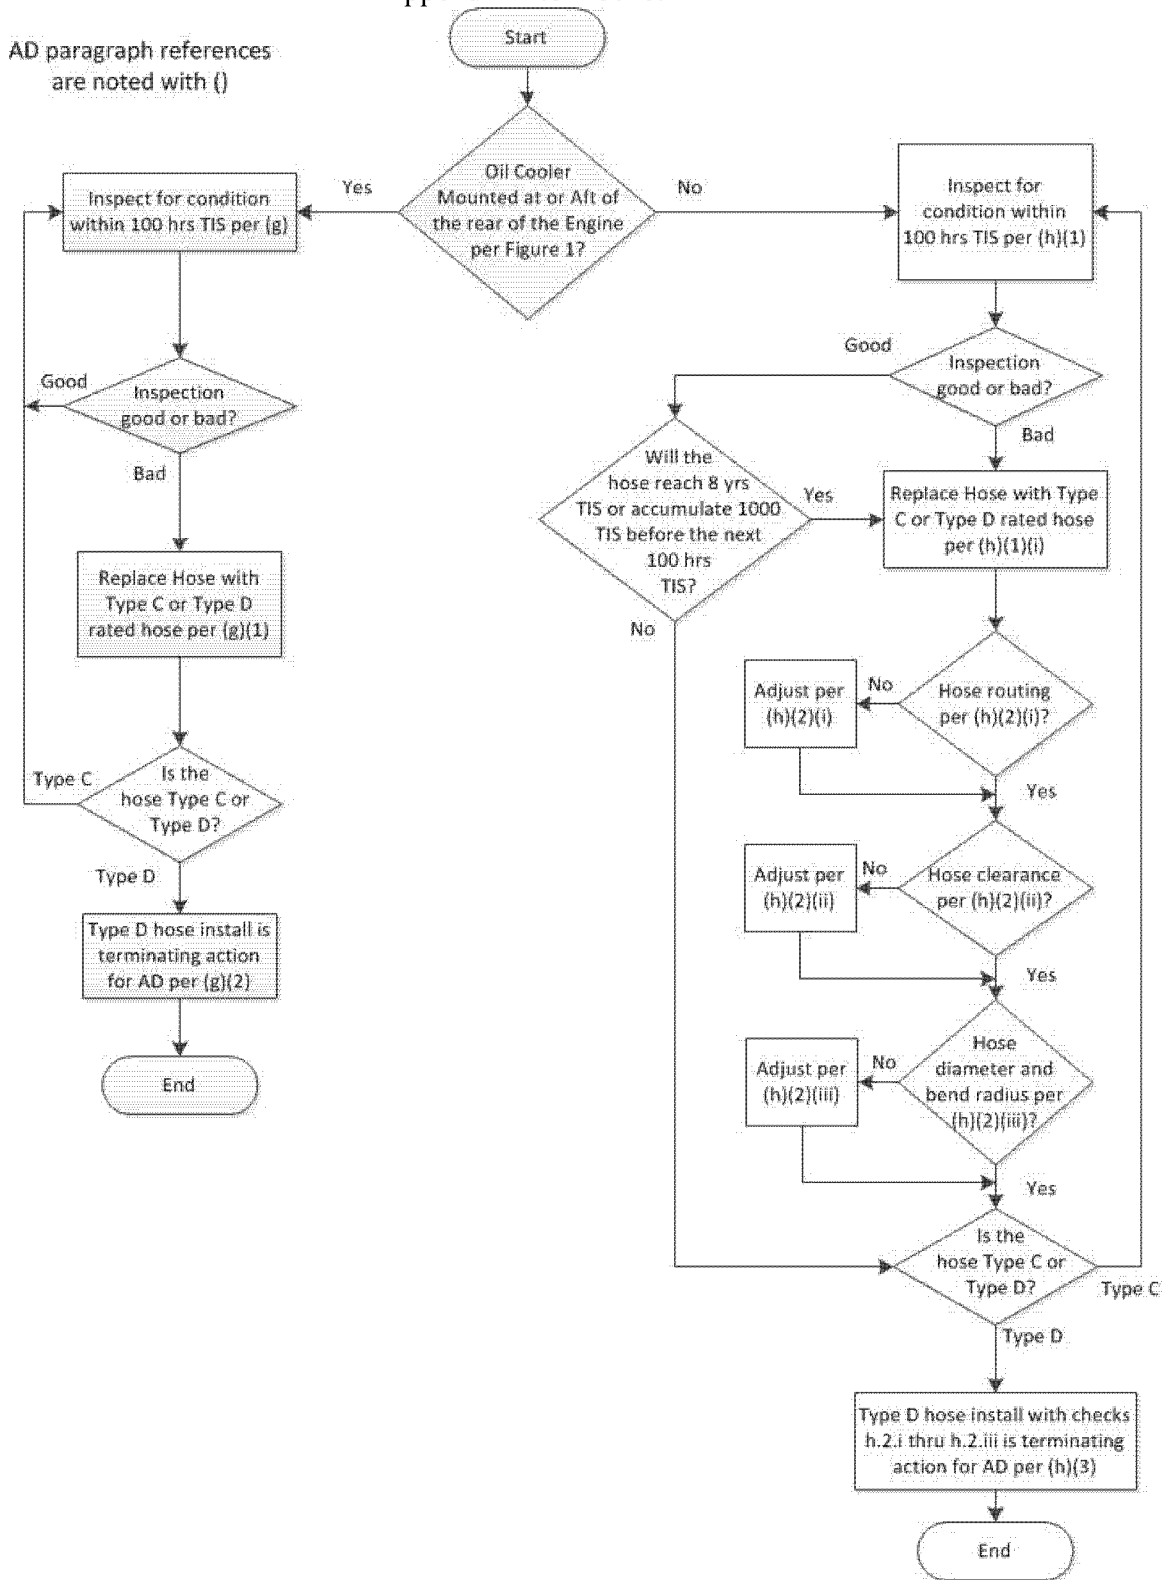 Start
AD paragraph references
are noted with ()
Oil Cooler
Mounted at or Aft of
the rear of the Engine
per Figure 1?
Yes
No
Inspect for condition
within 100 hrs TIS per (g)
Good
Inspection
good or bad?
Bad
Replace Hose with
Type C or Type D
rated hose per (g)(1)
Type C
Is the
hose Type C or
Type D?
Type D
Type D hose install is
terminating action
for AD per (g)(2)
End
Inspect for
condition within
100 hrs TIS per (h)(1)
Good
Inspection
good or bad?
Bad
Will the
hose reach 8 yrs
TIS or accumulate 1000
TIS before the next
100 hrs
TIS?
Yes
No
Replace Hose with Type
C or Type D rated hose
per (h)(1)(i)
Hose routing
per (h)(2)(i)?
No
Adjust per
(h)(2)(i)
Yes
Hose clearance
per (h)(2)(ii)?
No
Adjust per
(h)(2)(ii)
Yes
Hose
diameter and
bend radius per
(h)(2)(iii)?
No
Adjust per
(h)(2)(iii)
Yes
Is the
hose Type C or
Type D?
Type C
Type D
Type D hose install with checks
h.2.i thru h.2.iii is terminating
action for AD per (h)(3)
End